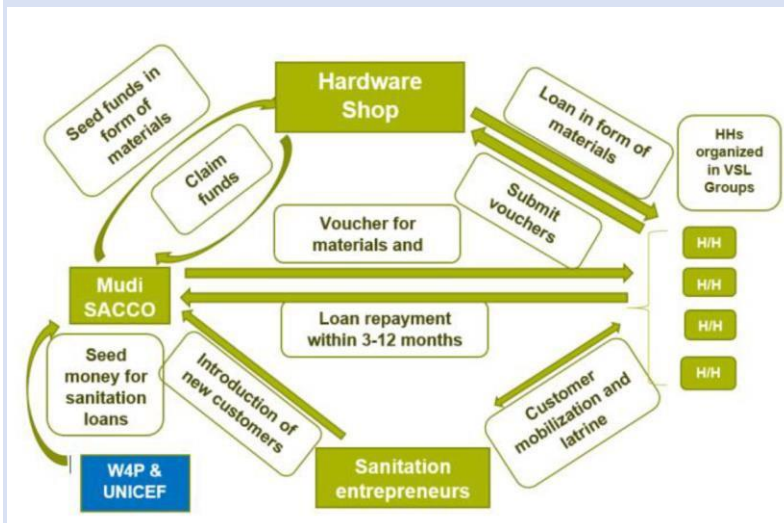 Hardware
Shop
Seed funds in
form of
materials
Claim
funds
Loan in form of
materials
Submit
vouchers
HHs
organized
in VSL
Groups
Voucher for
materials and
H/H
H/H
H/H
H/H
Mudi
SACCO
Loan repayment
within 3-12 months
Seed
money for
sanitation
loans
Introduction of
new customers
Customer
mobilization and
latrine
W4P &
UNICEF
Sanitation
entrepreneurs